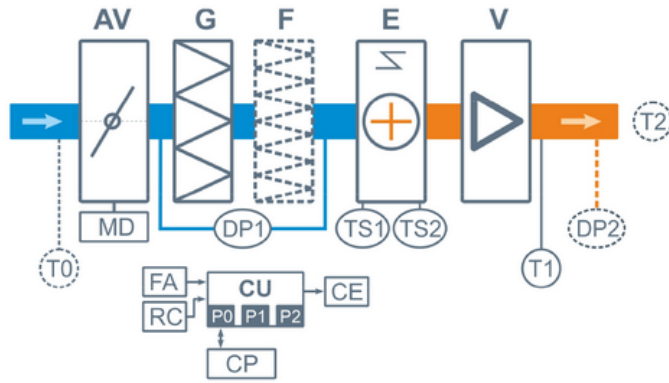 AV G F E V
T2
MD DP1 TS1 TS2 DP2
T0 T1
FA CU CE
RC P0 P1 P2
CP